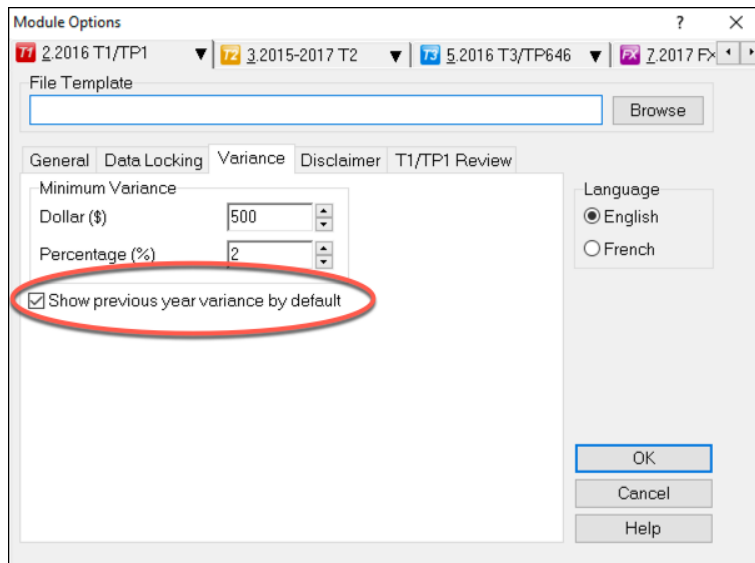 Module Options ? ×
T1 2.2016 T1/TP1 ▼ T2 3.2015-2017 T2 ▼ T3 5.2016 T3/TP646 ▼ FX 7.2017 FX
File Template
Browse
General Data Locking Variance Disclaimer T1/TP1 Review
Minimum Variance
Dollar ($) 500
Percentage (%) 2
Show previous year variance by default
Language
English
French
OK
Cancel
Help